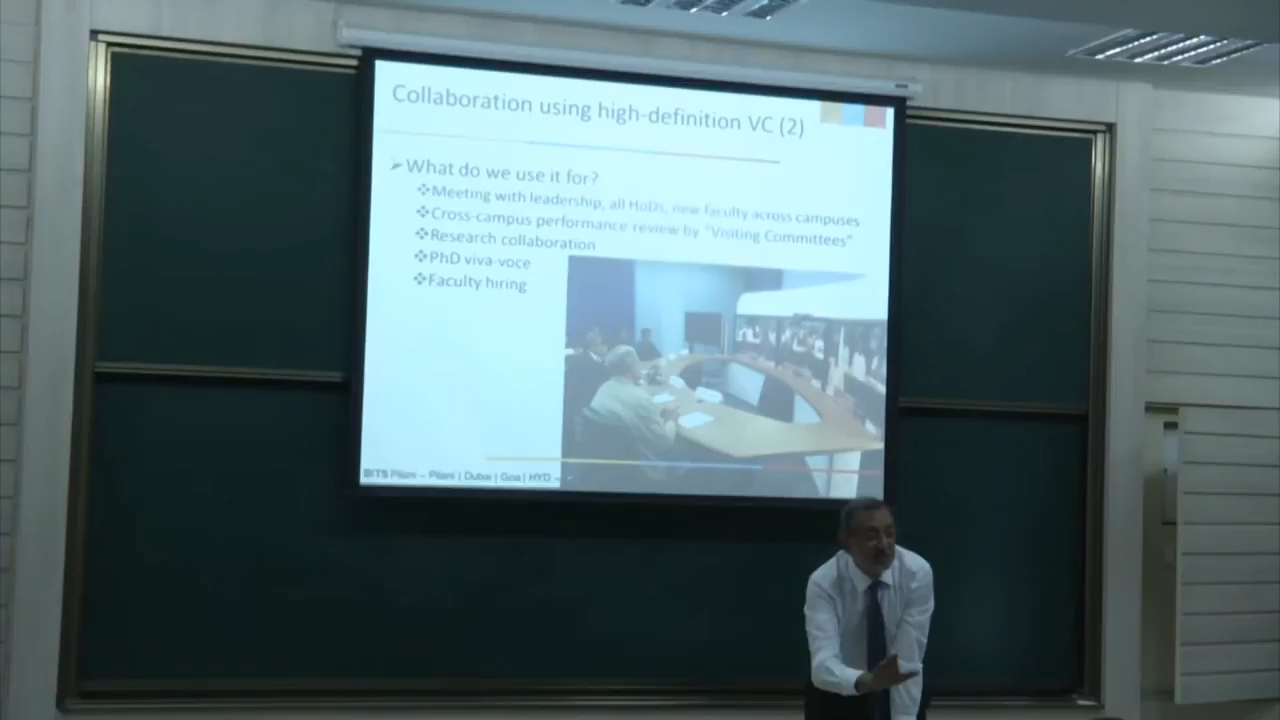 Collaboration using high-definition VC (2)
What do we use it for?
Meeting with leadership, all HoDs, new faculty across campuses
Cross-campus performance review by "Visiting Committees"
Research collaboration
PhD viva-voce
Faculty hiring
BITS Pilani – Pilani | Dubai | Goa | HYD